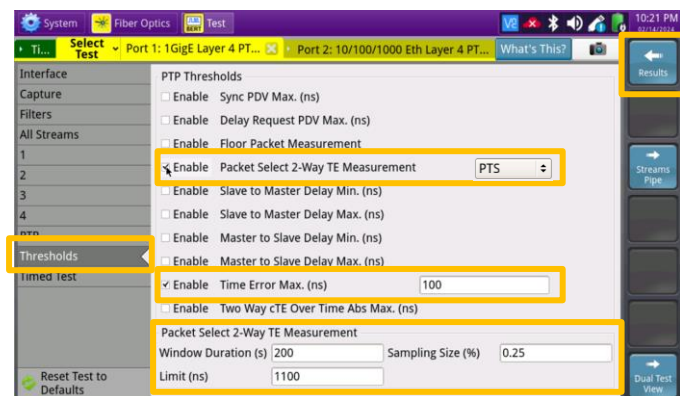 System Fiber Optics Test 10:21 PM
02/14/2024
Ti... Select Test Port 1: 1GigE Layer 4 PT... Port 2: 10/100/1000 Eth Layer 4 PT... What's This?
Results
Interface
Capture
Filters
All Streams
1
2
3
4
PTP
Thresholds
Timed Test
Reset Test to
Defaults
PTP Thresholds
Enable Sync PDV Max. (ns)
Enable Delay Request PDV Max. (ns)
Enable Floor Packet Measurement
Enable Packet Select 2-Way TE Measurement PTS
Enable Slave to Master Delay Min. (ns)
Enable Slave to Master Delay Max. (ns)
Enable Master to Slave Delay Min. (ns)
Enable Master to Slave Delay Max. (ns)
Enable Time Error Max. (ns) 100
Enable Two Way cTE Over Time Abs Max. (ns)
Packet Select 2-Way TE Measurement
Window Duration (s) 200 Sampling Size (%) 0.25
Limit (ns) 1100
Streams
Pipe
Dual Test
View